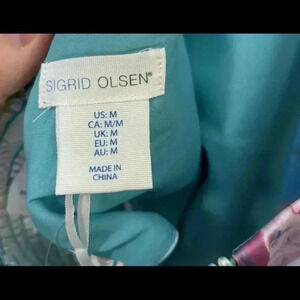 SIGRID OLSEN®
US: M
CA: M/M
UK: M
EU: M
AU: M
MADE IN
CHINA